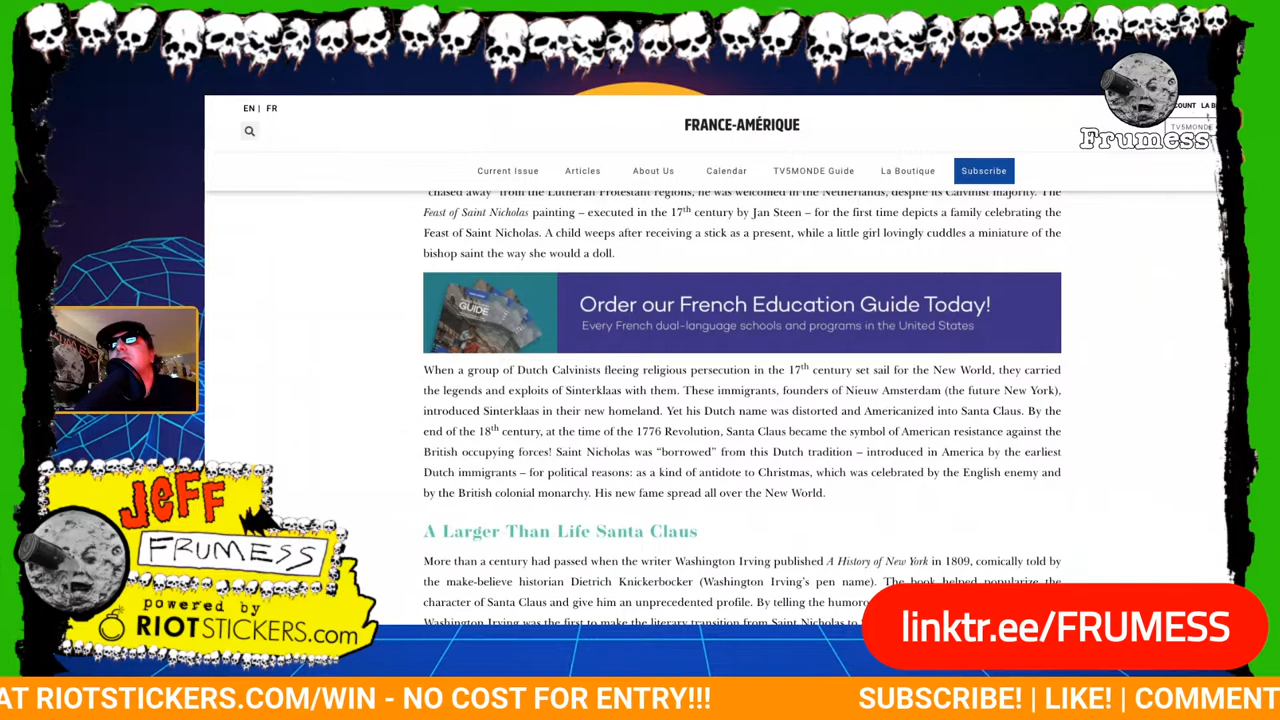 EN | FR
FRANCE-AMÉRIQUE
COUNT LA B
TV5MONDE
Frumess
Current Issue Articles About Us Calendar TV5MONDE Guide La Boutique Subscribe
"chased away" from the Lutheran Protestant regions, he was welcomed in the Netherlands, despite its Calvinist majority. The
Feast of Saint Nicholas painting – executed in the 17th century by Jan Steen – for the first time depicts a family celebrating the
Feast of Saint Nicholas. A child weeps after receiving a stick as a present, while a little girl lovingly cuddles a miniature of the
bishop saint the way she would a doll.
GUIDE
Order our French Education Guide Today!
Every French dual-language schools and programs in the United States
When a group of Dutch Calvinists fleeing religious persecution in the 17th century set sail for the New World, they carried
the legends and exploits of Sinterklaas with them. These immigrants, founders of Nieuw Amsterdam (the future New York),
introduced Sinterklaas in their new homeland. Yet his Dutch name was distorted and Americanized into Santa Claus. By the
end of the 18th century, at the time of the 1776 Revolution, Santa Claus became the symbol of American resistance against the
British occupying forces! Saint Nicholas was “borrowed” from this Dutch tradition – introduced in America by the earliest
Dutch immigrants – for political reasons: as a kind of antidote to Christmas, which was celebrated by the English enemy and
by the British colonial monarchy. His new fame spread all over the New World.
A Larger Than Life Santa Claus
More than a century had passed when the writer Washington Irving published A History of New York in 1809, comically told by
the make-believe historian Dietrich Knickerbocker (Washington Irving’s pen name). The book helped popularize the
character of Santa Claus and give him an unprecedented profile. By telling the humoro
Washington Irving was the first to make the literary transition from Saint Nicholas to
JEFF
FRUMESS
powered by
RIOTSTICKERS.com
linktr.ee/FRUMESS
AT RIOTSTICKERS.COM/WIN - NO COST FOR ENTRY!!! SUBSCRIBE! | LIKE! | COMMENT